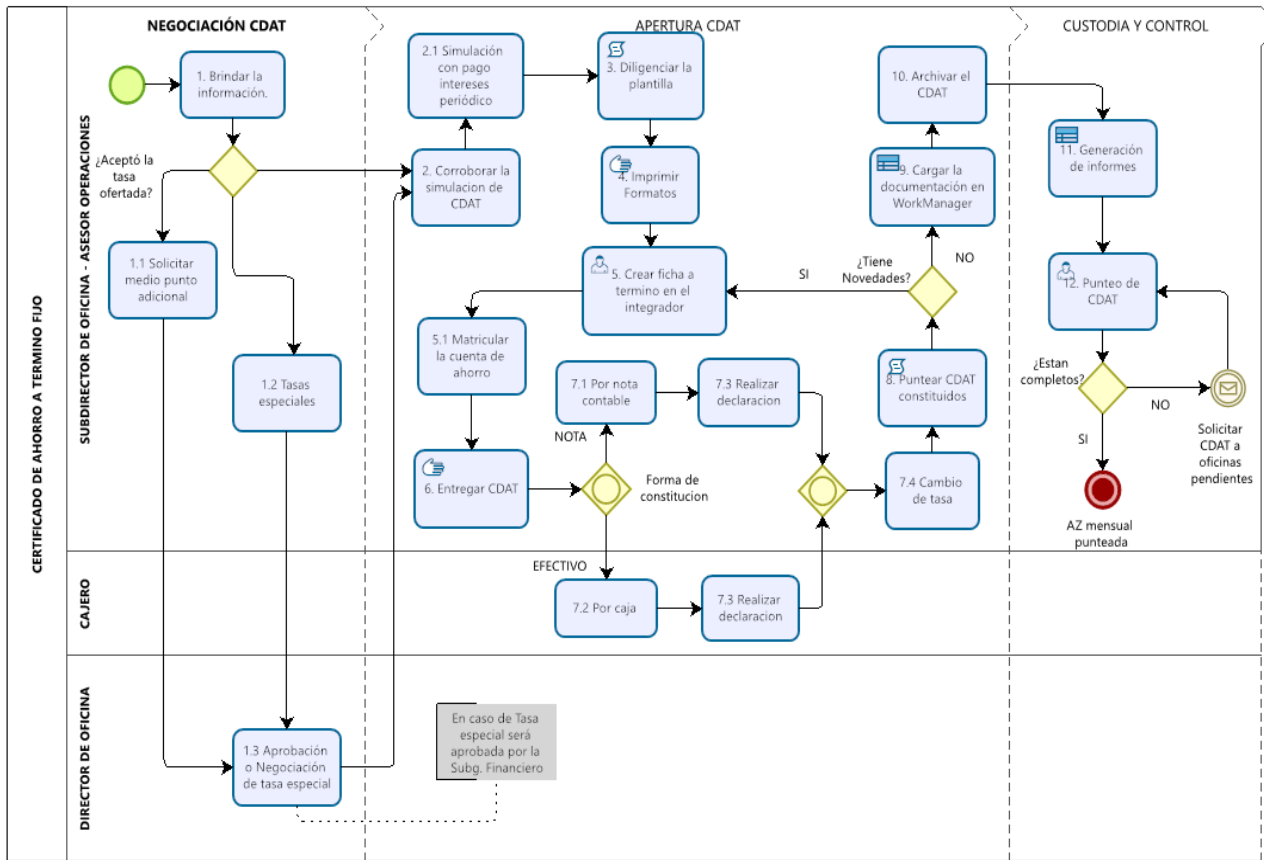 CERTIFICADO DE AHORRO A TERMINO FIJO
SUBDIRECTOR DE OFICINA - ASESOR OPERACIONES
CAJERO
DIRECTOR DE OFICINA
NEGOCIACIÓN CDAT
APERTURA CDAT
CUSTODIA Y CONTROL
1. Brindar la
información.
¿Aceptó la
tasa
ofertada?
1.1 Solicitar
medio punto
adicional
1.2 Tasas
especiales
1.3 Aprobación
o Negociación
de tasa especial
En caso de Tasa
especial será
aprobada por la
Subg. Financiero
2. Corroborar la
simulacion de
CDAT
2.1 Simulación
con pago
intereses
periódico
3. Diligenciar la
plantilla
4. Imprimir
Formatos
5. Crear ficha a
termino en el
integrador
5.1 Matricular
la cuenta de
ahorro
6. Entregar CDAT
Forma de
constitucion
NOTA
7.1 Por nota
contable
7.3 Realizar
declaracion
EFECTIVO
7.2 Por caja
7.3 Realizar
declaracion
7.4 Cambio
de tasa
8. Puntear CDAT
constituidos
¿Tiene
Novedades?
SI
NO
9. Cargar la
documentación en
WorkManager
10. Archivar el
CDAT
11. Generación
de informes
12. Punteo de
CDAT
¿Estan
completos?
NO
Solicitar
CDAT a
oficinas
pendientes
SI
AZ mensual
punteada